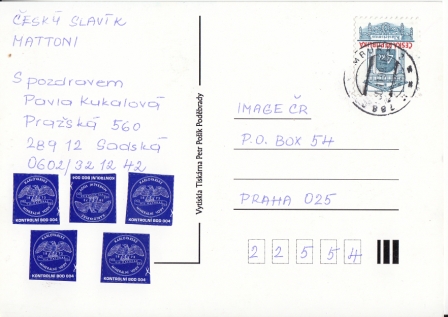 ČESKÝ SLAVÍK
MATTONI
S pozdravem
Pavla Kukalová
Pražská 560
289 12 Sadská
0602/32 12 42
KONTROLNÍ BOD 004
KONTROLNÍ BOD 004
KONTROLNÍ BOD 004
KONTROLNÍ BOD 004
KONTROLNÍ BOD 004
Vytiskla Tiskárna Petr Pošík Poděbrady
ČESKÁ REPUBLIKA
IMAGE ČR
P.O. BOX 54
PRAHA 025
2 2 5 5 4